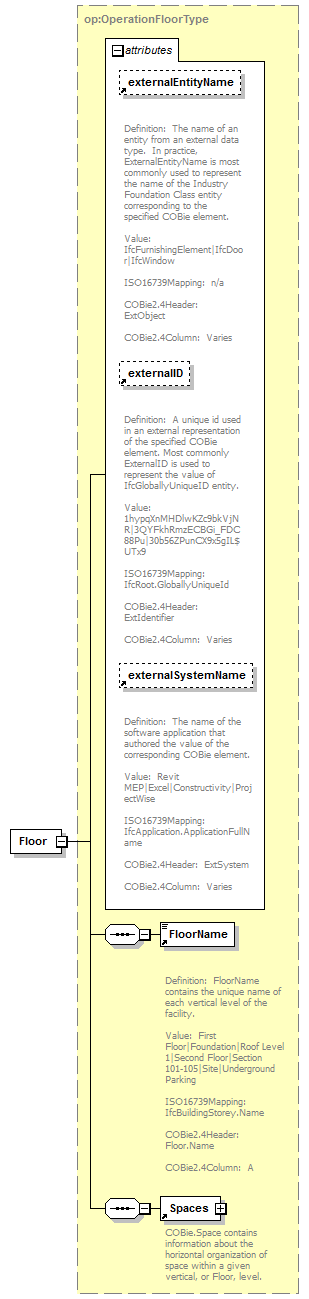 op:OperationFloorType
attributes
externalEntityName
Definition:  The name of an
entity from an external data
type.  In practice,
ExternalEntityName is most
commonly used to represent
the name of the Industry
Foundation Class entity
corresponding to the
specified COBie element.
Value:
IfcFurnishingElement|IfcDoo
r|IfcWindow
ISO16739Mapping:  n/a
COBie2.4Header:
ExtObject
COBie2.4Column:  Varies
externalID
Definition:  A unique id used
in an external representation
of the specified COBie
element. Most commonly
ExternalID is used to
represent the value of
IfcGloballyUniqueID entity.
Value:
1hypqXnMHDlwKZc9bkVjN
R|3QYFkhRmzECBGi_FDC
88Pu|30b56ZPunCX9xSgIL$
UTx9
ISO16739Mapping:
IfcRoot.GloballyUniqueId
COBie2.4Header:
ExtIdentifier
COBie2.4Column:  Varies
externalSystemName
Definition:  The name of the
software application that
authored the value of the
corresponding COBie element.
Value:  Revit
MEP|Excel|Constructivity|Proj
ectWise
ISO16739Mapping:
IfcApplication.ApplicationFullN
ame
COBie2.4Header:  ExtSystem
COBie2.4Column:  Varies
Floor
FloorName
Definition:  FloorName
contains the unique name of
each vertical level of the
facility.
Value:  First
Floor|Foundation|Roof Level
1|Second Floor|Section
101-105|Site|Underground
Parking
ISO16739Mapping:
IfcBuildingStorey.Name
COBie2.4Header:
Floor.Name
COBie2.4Column:  A
Spaces
COBie.Space contains
information about the
horizontal organization of
space within a given
vertical, or Floor, level.